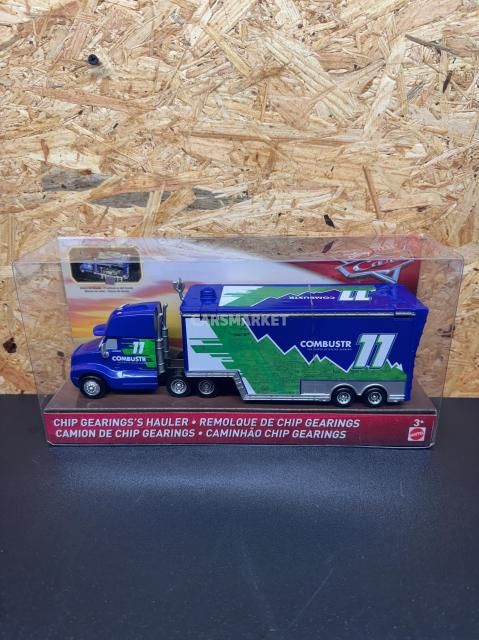 11
COMBUSTR
CARSMARKET
COMBUSTR 11
11
COMBUSTR
CHIP GEARINGS'S HAULER • REMOLQUE DE CHIP GEARINGS
CAMION DE CHIP GEARINGS • CAMINHÃO CHIP GEARINGS
3+
MATTEL